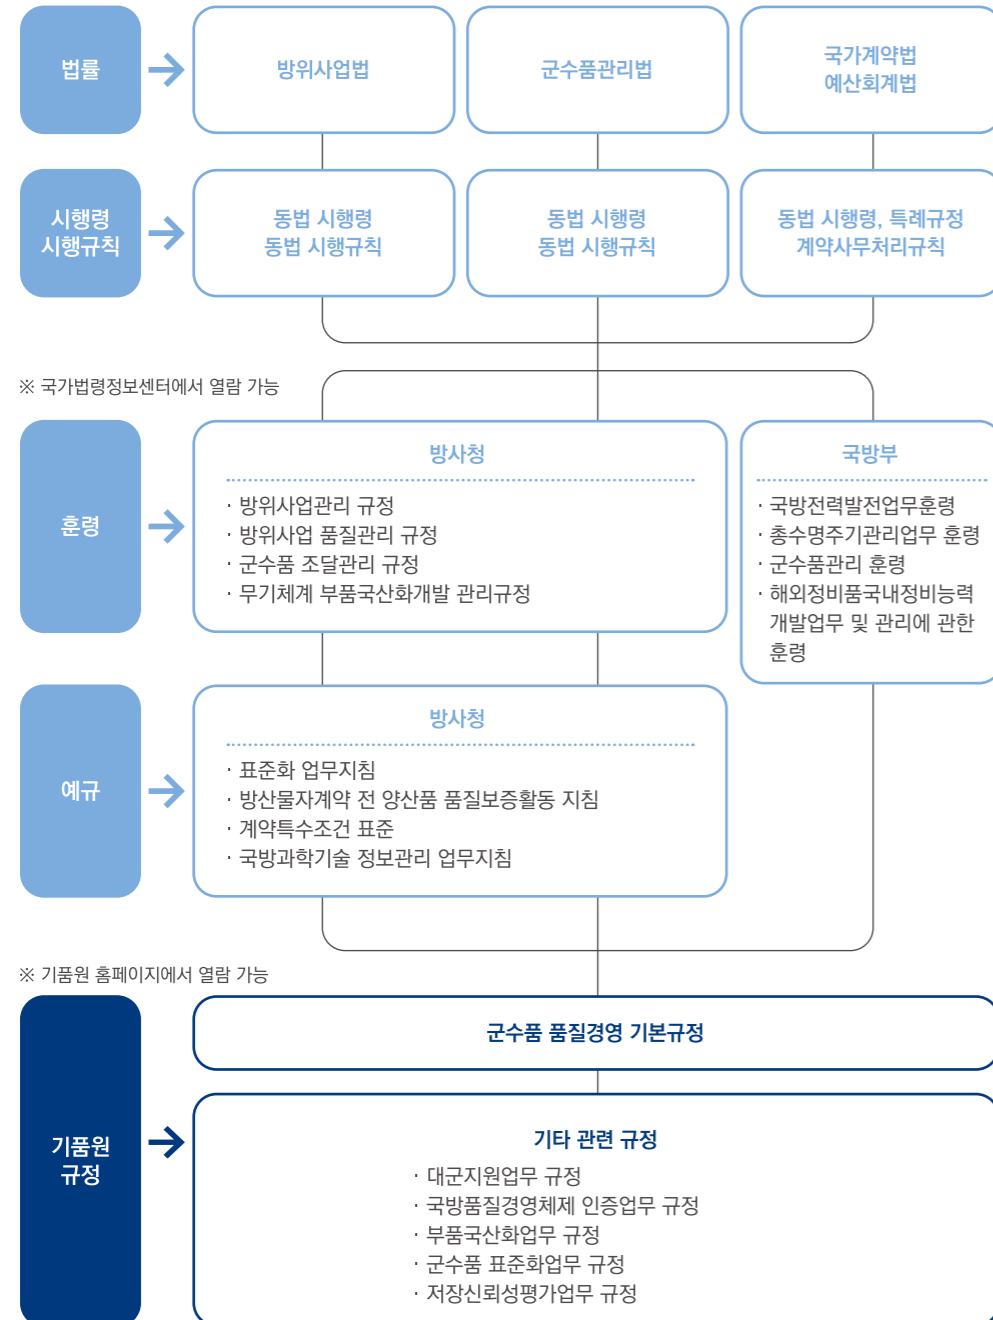 법률
방위사업법
군수품관리법
국가계약법
예산회계법
시행령
시행규칙
동법 시행령
동법 시행규칙
동법 시행령
동법 시행규칙
동법 시행령, 특례규정
계약사무처리규칙
※ 국가법령정보센터에서 열람 가능
훈령
방사청
· 방위사업관리 규정
· 방위사업 품질관리 규정
· 군수품 조달관리 규정
· 무기체계 부품국산화개발 관리규정
국방부
· 국방전력발전업무훈령
· 총수명주기관리업무 훈령
· 군수품관리 훈령
· 해외정비품국내정비능력
개발업무 및 관리에 관한
훈령
예규
방사청
· 표준화 업무지침
· 방산물자계약 전 양산품 품질보증활동 지침
· 계약특수조건 표준
· 국방과학기술 정보관리 업무지침
※ 기품원 홈페이지에서 열람 가능
기품원
규정
군수품 품질경영 기본규정
기타 관련 규정
· 대군지원업무 규정
· 국방품질경영체제 인증업무 규정
· 부품국산화업무 규정
· 군수품 표준화업무 규정
· 저장신뢰성평가업무 규정